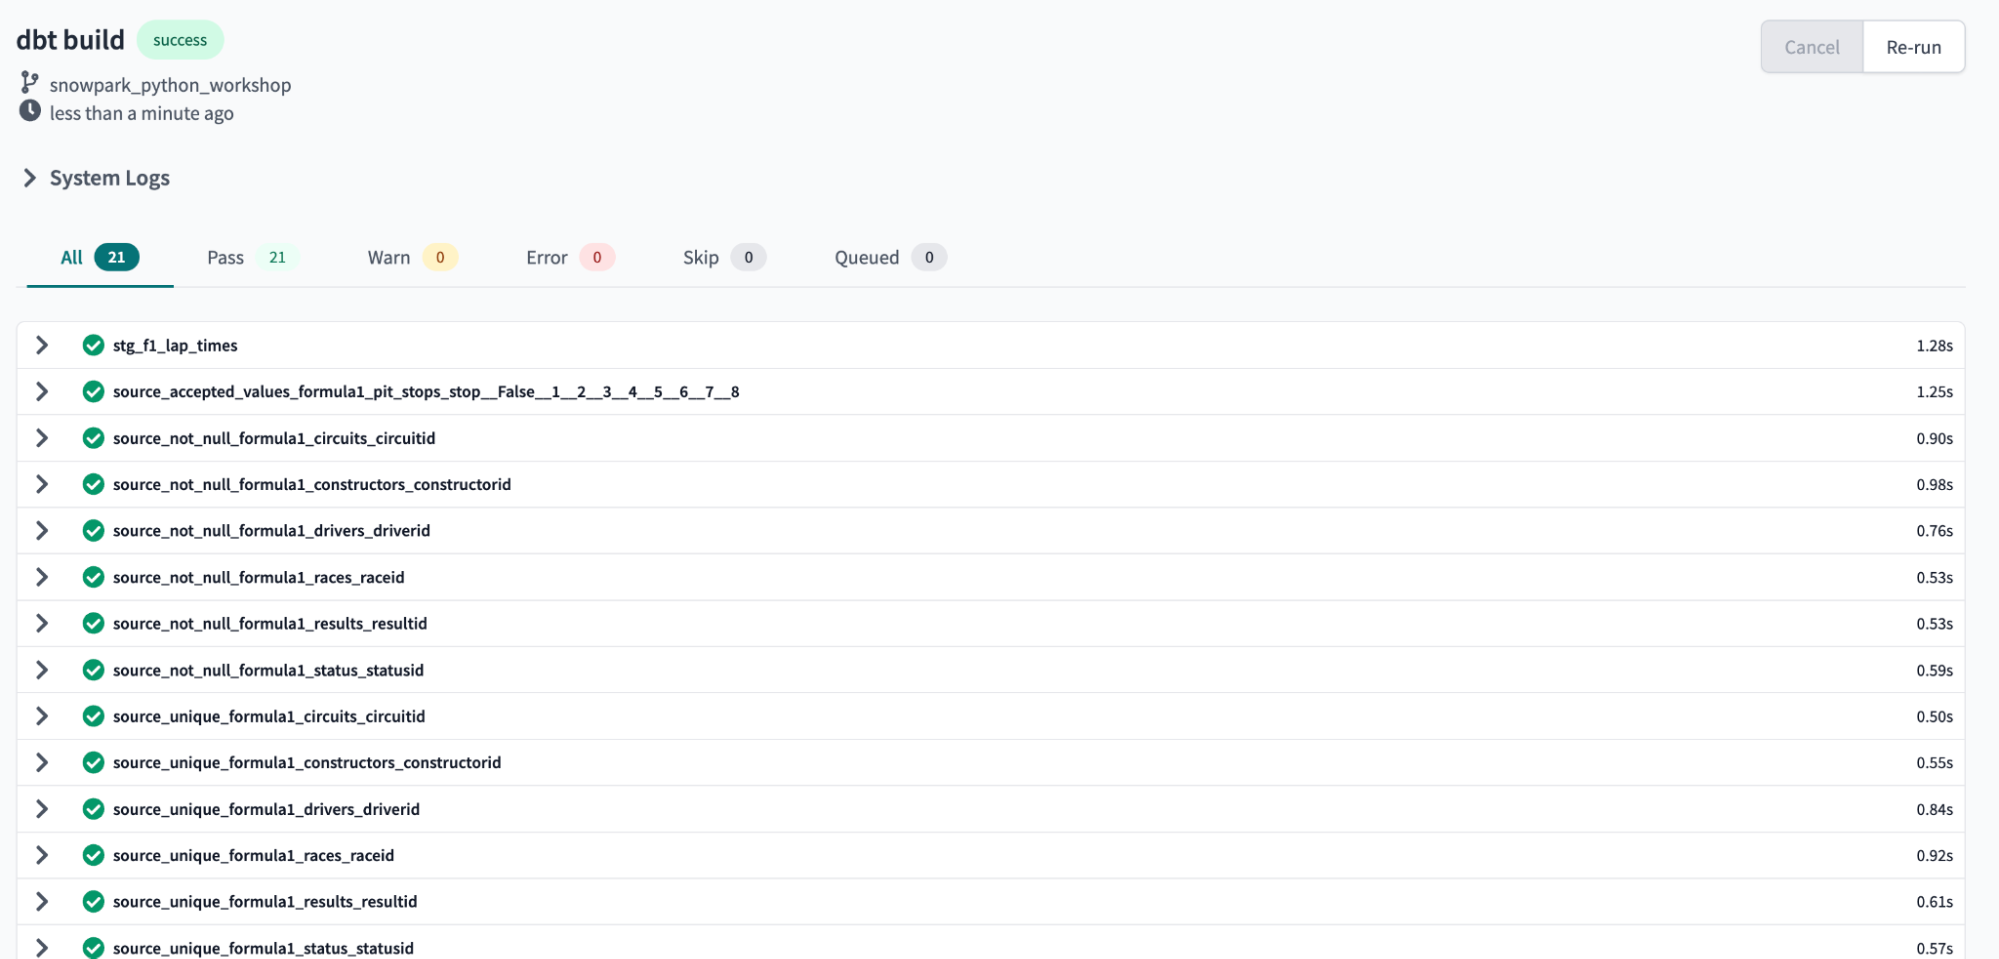 dbt build success
Cancel Re-run
snowpark_python_workshop
less than a minute ago
System Logs
All 21 Pass 21 Warn 0 Error 0 Skip 0 Queued 0
stg_f1_lap_times 1.28s
source_accepted_values_formula1_pit_stops_stop__False__1__2__3__4__5__6__7__8 1.25s
source_not_null_formula1_circuits_circuitid 0.90s
source_not_null_formula1_constructors_constructorid 0.98s
source_not_null_formula1_drivers_driverid 0.76s
source_not_null_formula1_races_raceid 0.53s
source_not_null_formula1_results_resultid 0.53s
source_not_null_formula1_status_statusid 0.59s
source_unique_formula1_circuits_circuitid 0.50s
source_unique_formula1_constructors_constructorid 0.55s
source_unique_formula1_drivers_driverid 0.84s
source_unique_formula1_races_raceid 0.92s
source_unique_formula1_results_resultid 0.61s
source_unique_formula1_status_statusid 0.57s